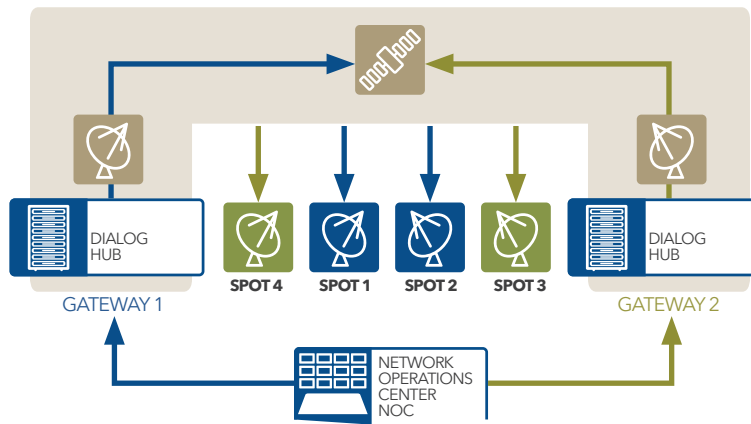 DIALOG
HUB
GATEWAY 1
SPOT 4
SPOT 1
SPOT 2
SPOT 3
DIALOG
HUB
GATEWAY 2
NETWORK
OPERATIONS
CENTER
NOC